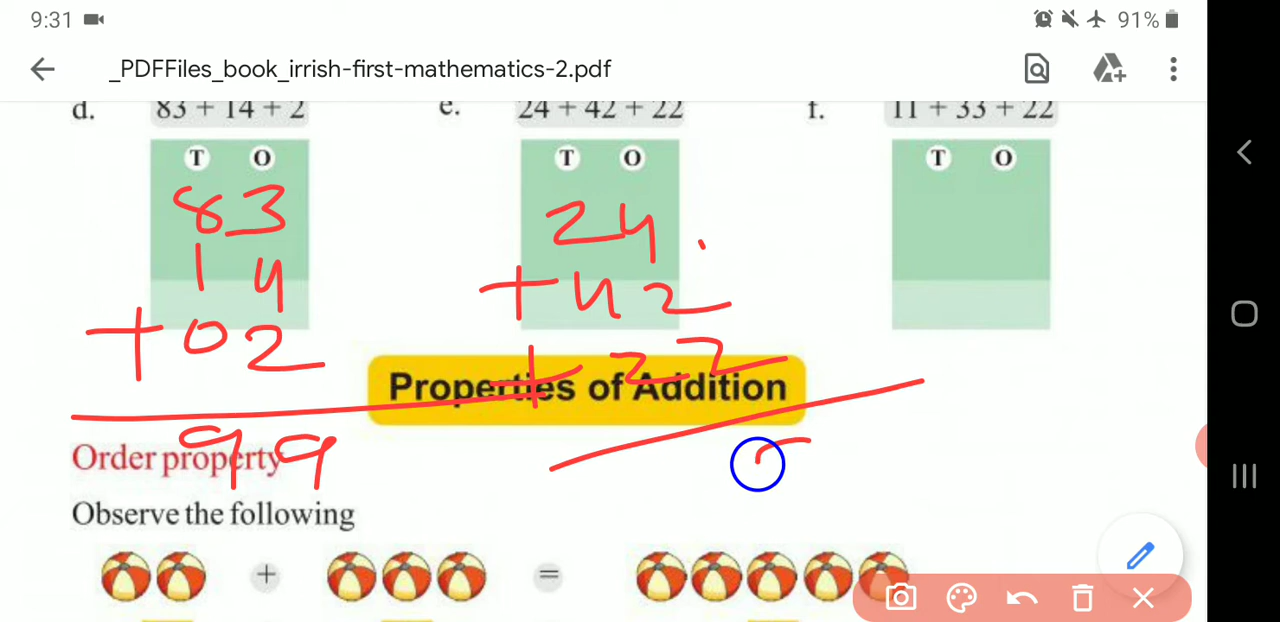 9:31 91%
_PDFFiles_book_irrish-first-mathematics-2.pdf
d. 83 + 14 + 2 e. 24 + 42 + 22 f. 11 + 33 + 22
T O T O T O
83 24
14 +42
+02 +22
99
Properties of Addition
Order property
Observe the following
+ =